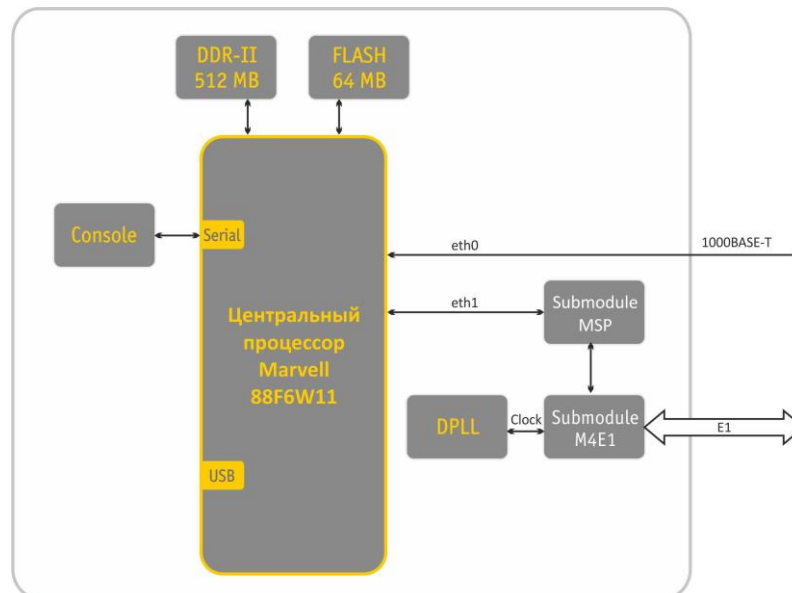 DDR-II
512 MB
FLASH
64 MB
Console
Serial
eth0
1000BASE-T
eth1
Submodule
MSP
Центральный
процессор
Marvell
88F6W11
DPLL
Clock
Submodule
M4E1
E1
USB